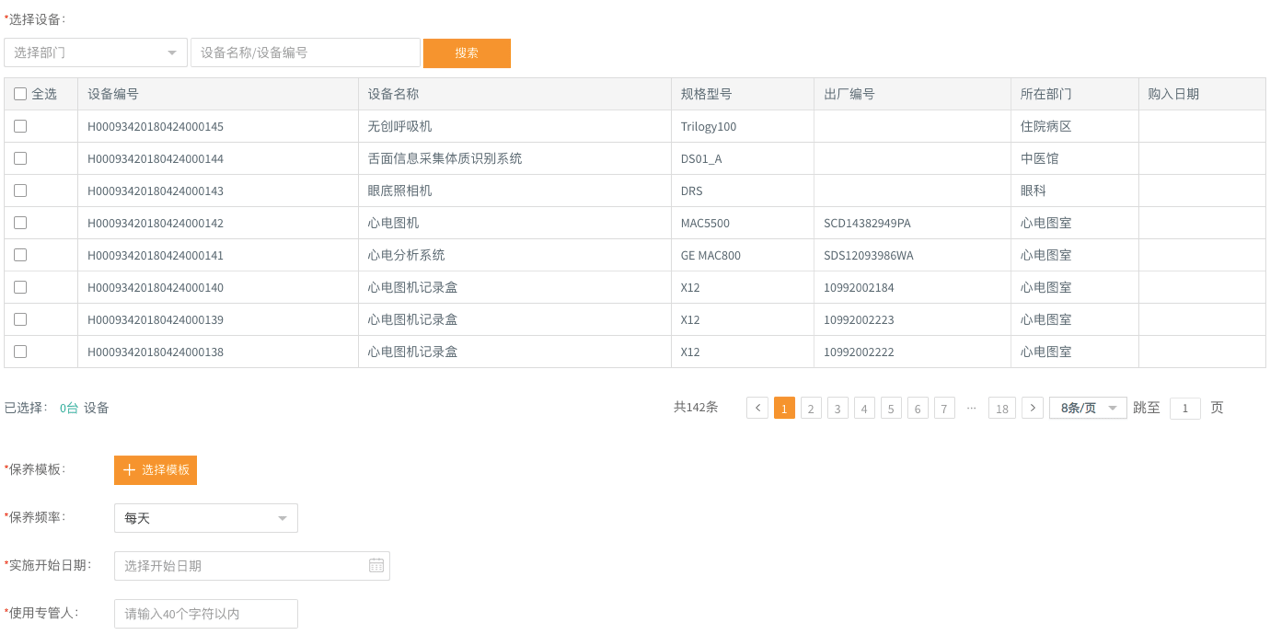 *选择设备：
选择部门 设备名称/设备编号 搜索
全选 设备编号 设备名称 规格型号 出厂编号 所在部门 购入日期
H00093420180424000145 无创呼吸机 Trilogy100 住院病区
H00093420180424000144 舌面信息采集体质识别系统 DS01_A 中医馆
H00093420180424000143 眼底照相机 DRS 眼科
H00093420180424000142 心电图机 MAC5500 SCD14382949PA 心电图室
H00093420180424000141 心电分析系统 GE MAC800 SDS12093986WA 心电图室
H00093420180424000140 心电图机记录盒 X12 10992002184 心电图室
H00093420180424000139 心电图机记录盒 X12 10992002223 心电图室
H00093420180424000138 心电图机记录盒 X12 10992002222 心电图室
已选择： 0台 设备 共142条 < 1 2 3 4 5 6 7 ··· 18 > 8条/页 跳至 1 页
*保养模板： + 选择模板
*保养频率： 每天
*实施开始日期： 选择开始日期
*使用专管人： 请输入40个字符以内